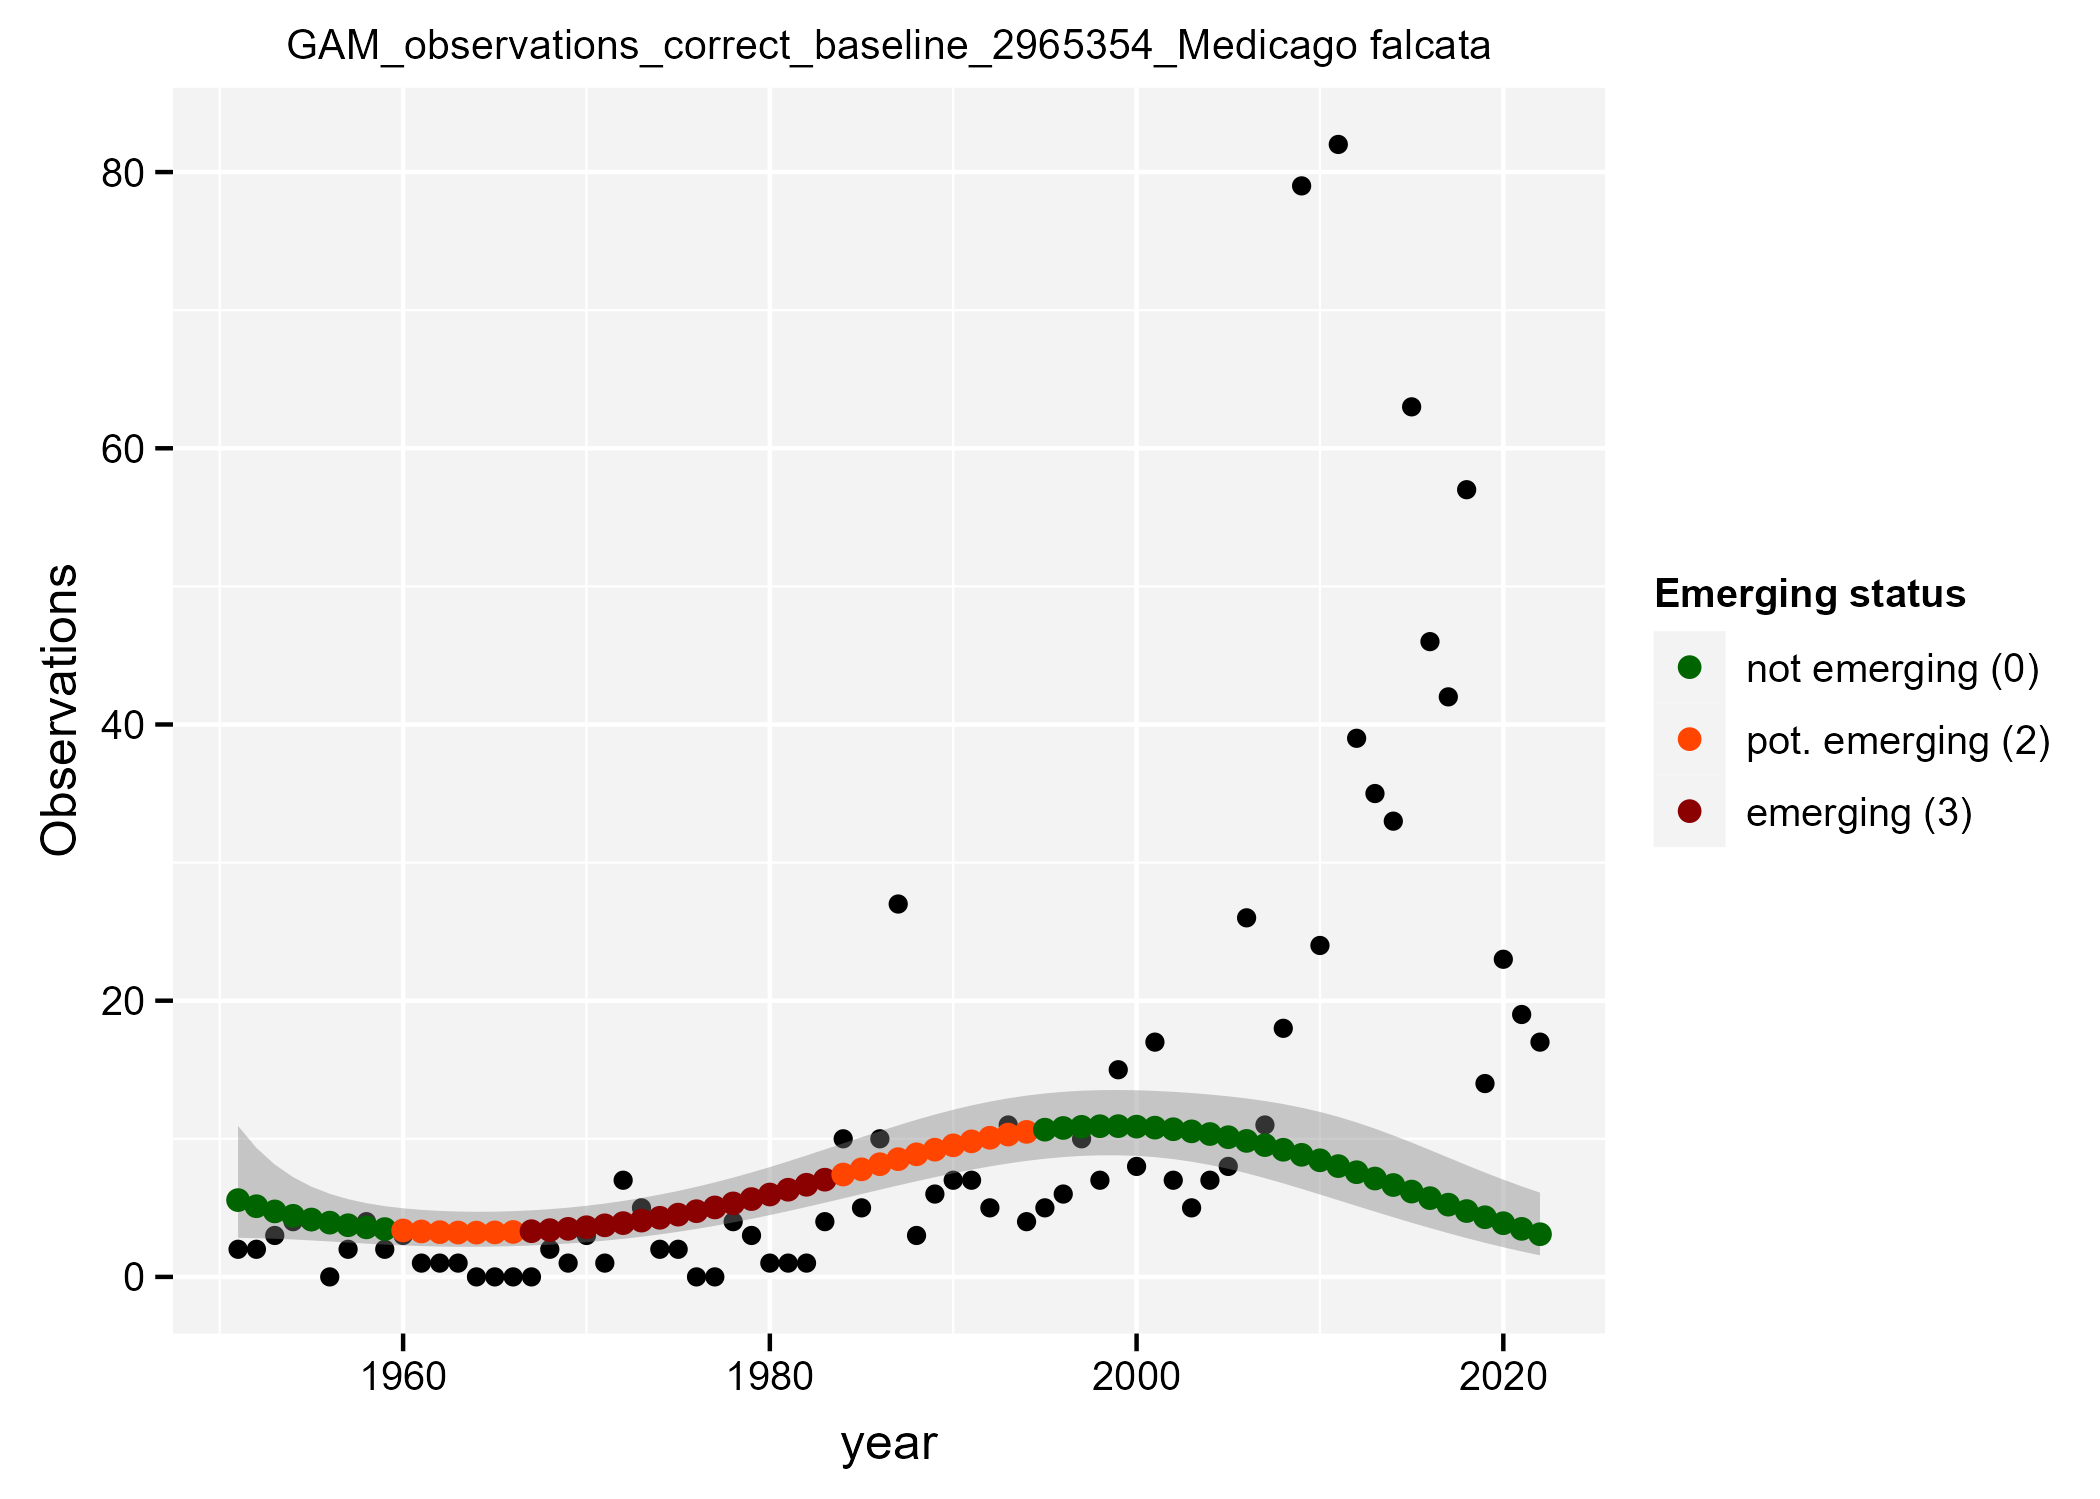 GAM_observations_correct_baseline_2965354_Medicago falcata
80
60
40
20
0
Observations
1960 1980 2000 2020
year
Emerging status
not emerging (0)
pot. emerging (2)
emerging (3)